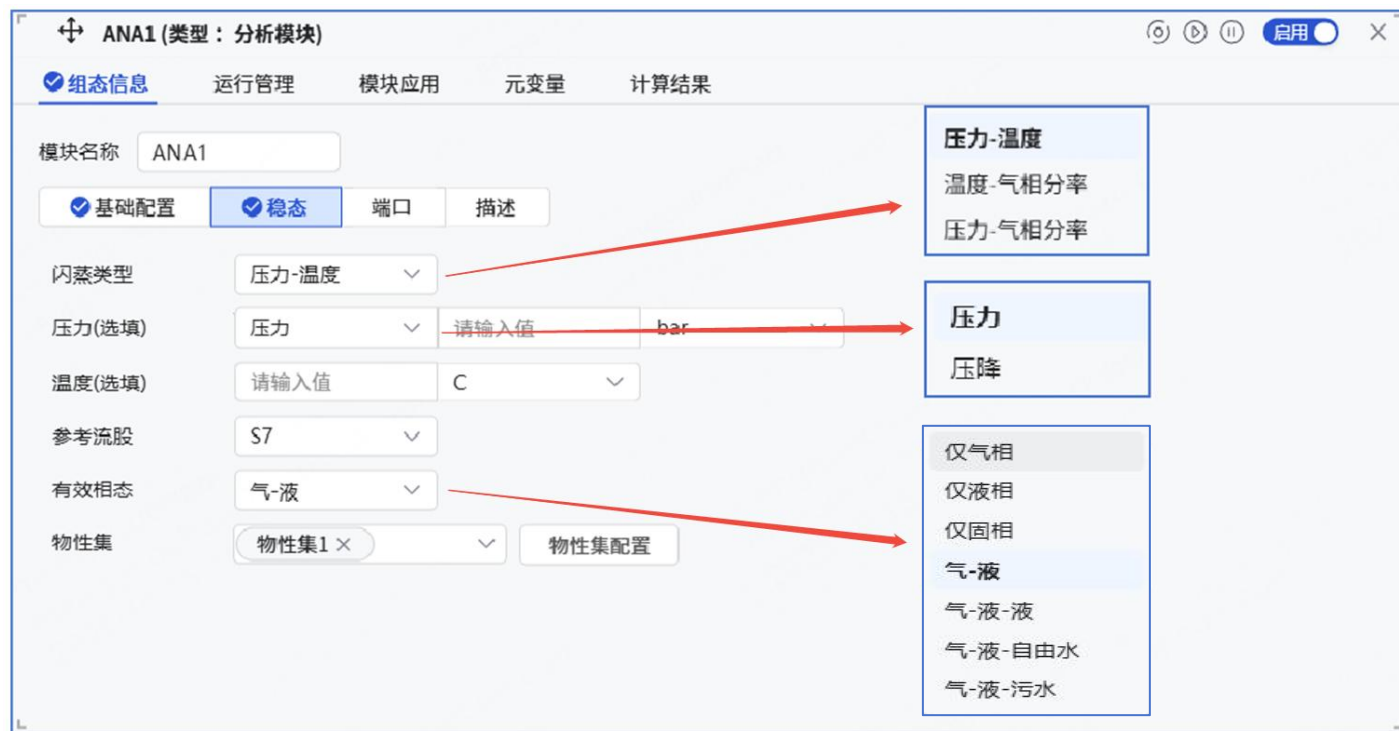 ANA1 (类型：分析模块)
启用
组态信息 运行管理 模块应用 元变量 计算结果
模块名称 ANA1
基础配置 稳态 端口 描述
闪蒸类型 压力-温度
压力(选填) 压力 请输入值 bar
温度(选填) 请输入值 C
参考流股 S7
有效相态 气-液
物性集 物性集1 × 物性集配置
压力-温度
温度-气相分率
压力-气相分率
压力
压降
仅气相
仅液相
仅固相
气-液
气-液-液
气-液-自由水
气-液-污水